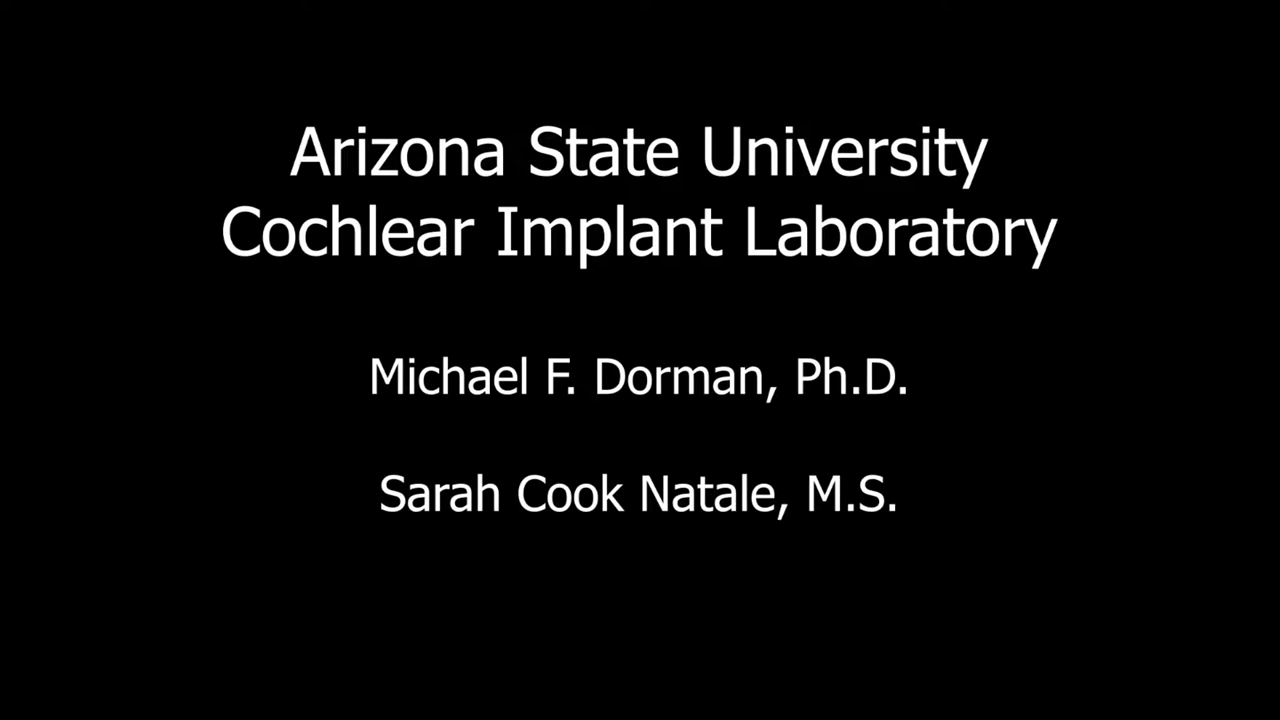 Arizona State University
Cochlear Implant Laboratory
Michael F. Dorman, Ph.D.
Sarah Cook Natale, M.S.